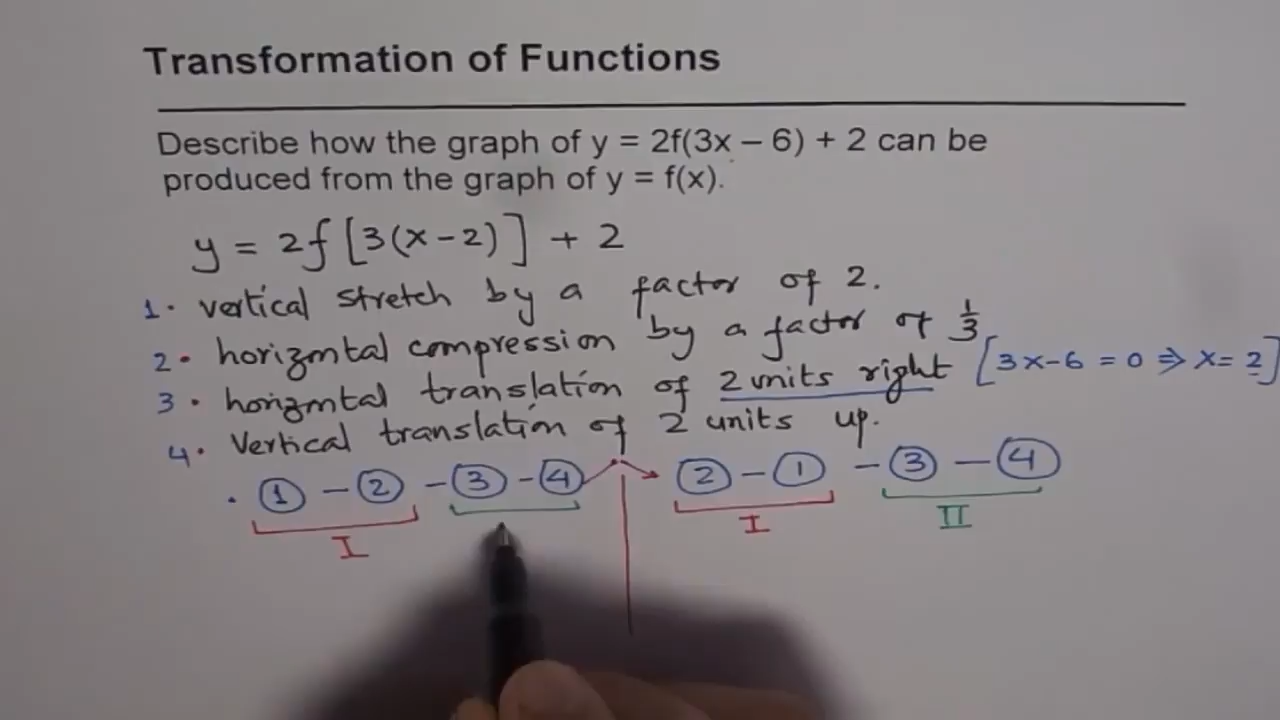 Transformation of Functions
Describe how the graph of y = 2f(3x – 6) + 2 can be
produced from the graph of y = f(x).
y = 2f [3(x-2)] + 2
1. vertical stretch by a factor of 2.
2. horizontal compression by a factor of 1/3
3. horizontal translation of 2 units right [3x-6 = 0 ⇒ x = 2]
4. Vertical translation of 2 units up.
. ① - ② - ③ - ④ ② - ① - ③ - ④
I I II